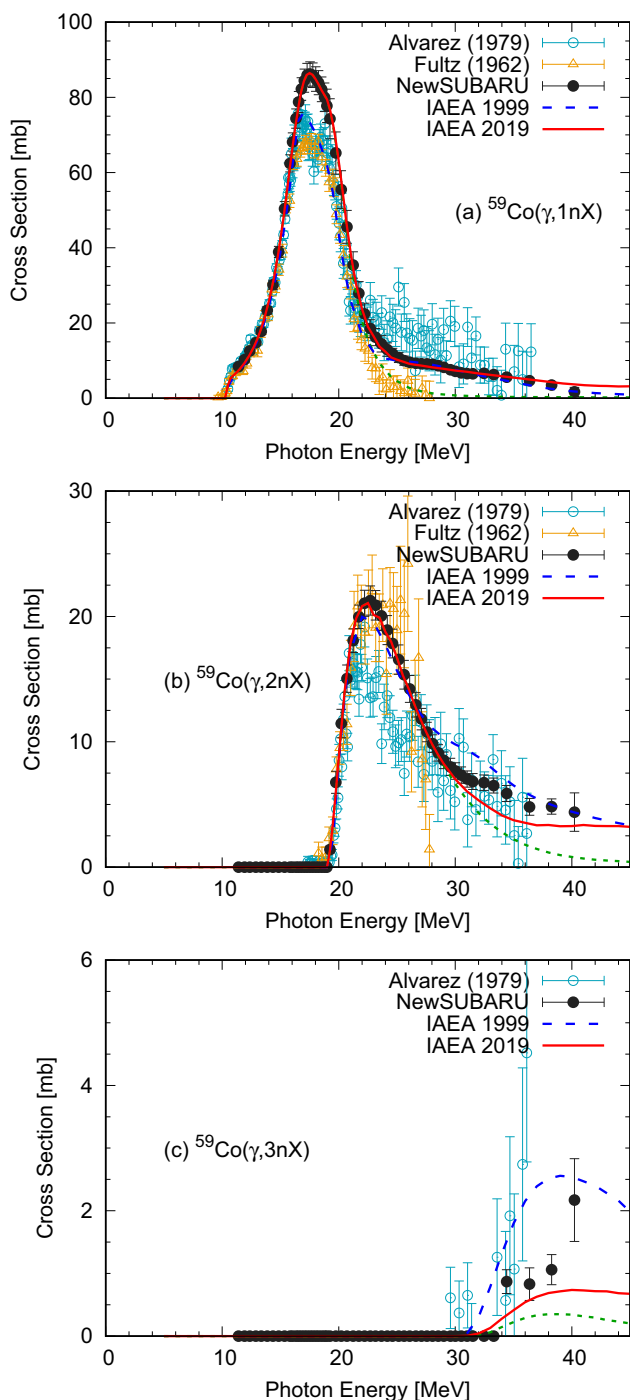 100
80
60
40
20
0
Cross Section [mb]
Alvarez (1979)
Fultz (1962)
NewSUBARU
IAEA 1999
IAEA 2019
(a) ⁵⁹Co(γ,1nX)
0 10 20 30 40
Photon Energy [MeV]
30
20
10
0
Cross Section [mb]
Alvarez (1979)
Fultz (1962)
NewSUBARU
IAEA 1999
IAEA 2019
(b) ⁵⁹Co(γ,2nX)
0 10 20 30 40
Photon Energy [MeV]
6
4
2
0
Cross Section [mb]
Alvarez (1979)
NewSUBARU
IAEA 1999
IAEA 2019
(c) ⁵⁹Co(γ,3nX)
0 10 20 30 40
Photon Energy [MeV]